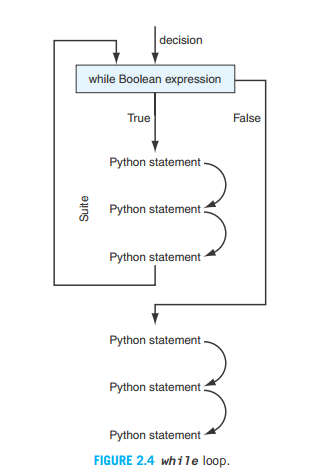 decision
while Boolean expression
True
False
Python statement
Python statement
Suite
Python statement
Python statement
Python statement
Python statement
FIGURE 2.4 while loop.